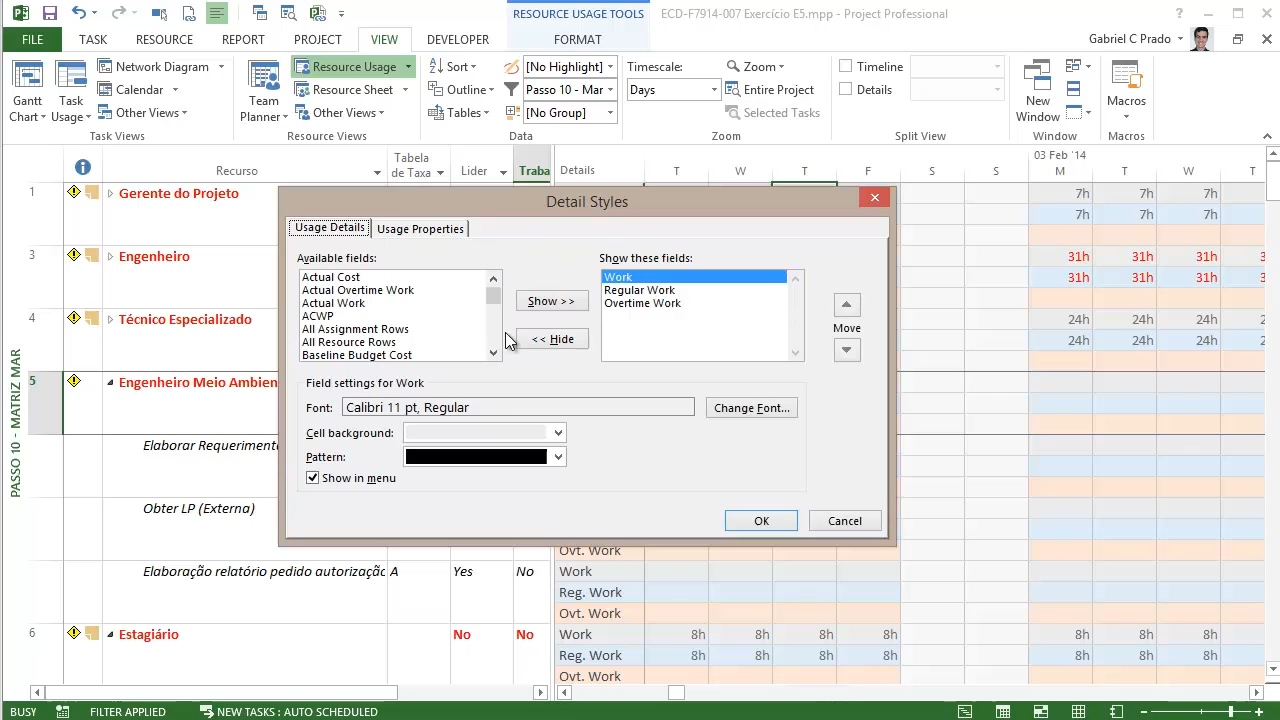 RESOURCE USAGE TOOLS
ECD-F7914-007 Exercício E5.mpp - Project Professional
FILE
TASK
RESOURCE
REPORT
PROJECT
VIEW
DEVELOPER
FORMAT
Gabriel C Prado
Gantt Chart
Task Usage
Network Diagram
Calendar
Other Views
Task Views
Team Planner
Resource Usage
Resource Sheet
Other Views
Resource Views
Sort
Outline
Tables
[No Highlight]
Passo 10 - Mar
[No Group]
Data
Timescale:
Days
Zoom
Entire Project
Selected Tasks
Zoom
Timeline
Details
Split View
New Window
Window
Macros
Macros
Recurso
Tabela de Taxa
Lider
Traba
Details
T
W
T
F
S
S
03 Feb '14
M
T
W
T
1
Gerente do Projeto
7h 7h 7h
7h 7h 7h
3
Engenheiro
31h 31h 31h 3
31h 31h 31h 3
4
Técnico Especializado
24h 24h 24h
24h 24h 24h
5
Engenheiro Meio Ambien
Elaborar Requerimento
Obter LP (Externa)
Ovt. Work
Elaboração relatório pedido autorização
A
Yes
No
Work
Reg. Work
Ovt. Work
6
Estagiário
No
No
Work
8h 8h 8h 8h 8h 8h 8h
Reg. Work
8h 8h 8h 8h 8h 8h 8h
Ovt. Work
PASSO 10 - MATRIZ MAR
Detail Styles
Usage Details
Usage Properties
Available fields:
Actual Cost
Actual Overtime Work
Actual Work
ACWP
All Assignment Rows
All Resource Rows
Baseline Budget Cost
Show >>
<< Hide
Show these fields:
Work
Regular Work
Overtime Work
Move
Field settings for Work
Font:
Calibri 11 pt, Regular
Change Font...
Cell background:
Pattern:
Show in menu
OK
Cancel
BUSY
FILTER APPLIED
NEW TASKS : AUTO SCHEDULED